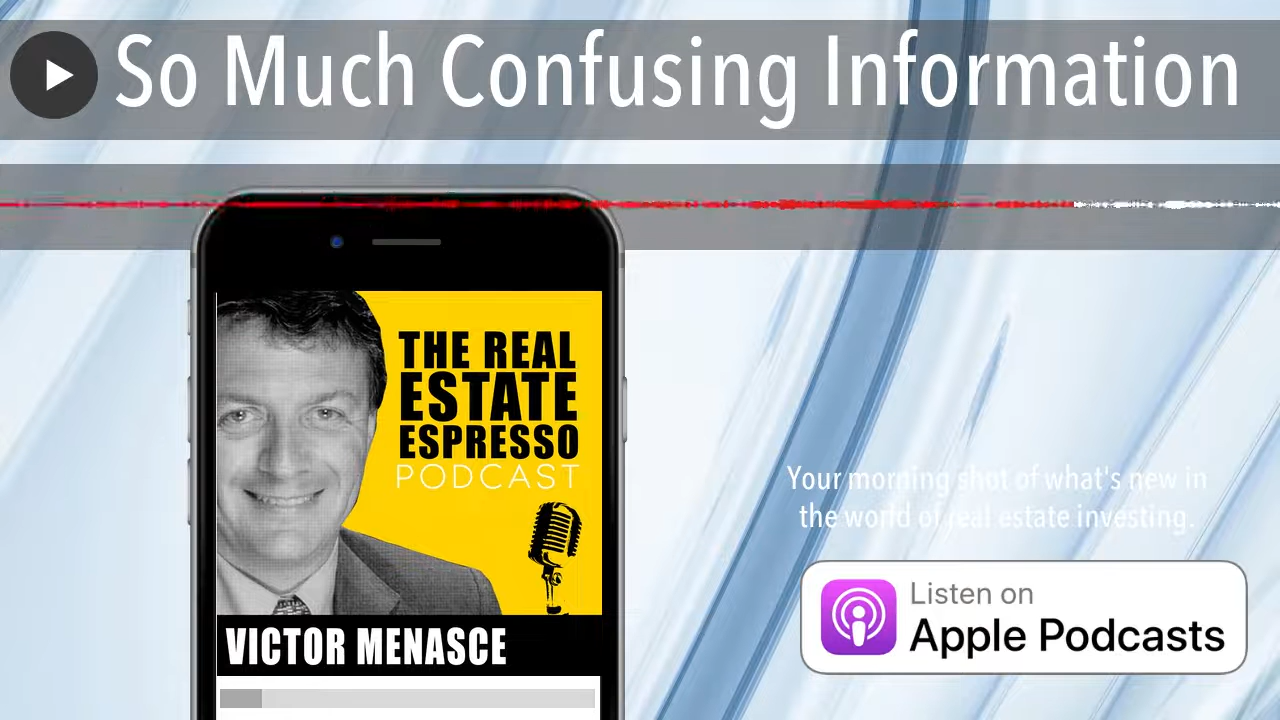 So Much Confusing Information
THE REAL
ESTATE
ESPRESSO
PODCAST
VICTOR MENASCE
Your morning shot of what's new in
the world of real estate investing.
Listen on
Apple Podcasts